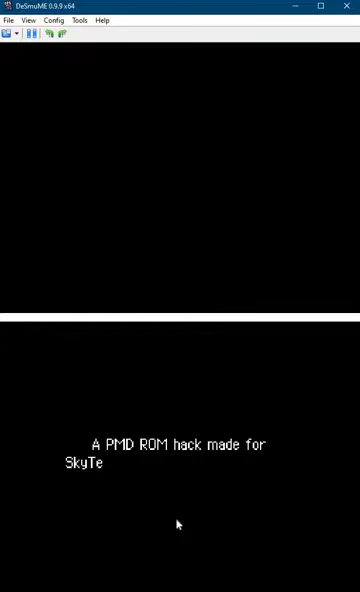 DeSmuME 0.9.9 x64
File View Config Tools Help
A PMD ROM hack made for
SkyTe